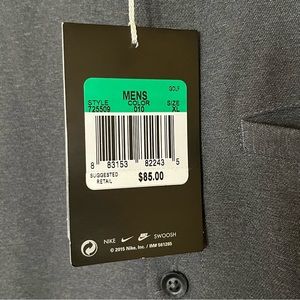 GOLF
MENS
STYLE COLOR SIZE
725509 010 XL
8 83153 82243 5
SUGGESTED RETAIL $85.00
NIKE SWOOSH
© 2015 Nike, Inc. / IM# 561265